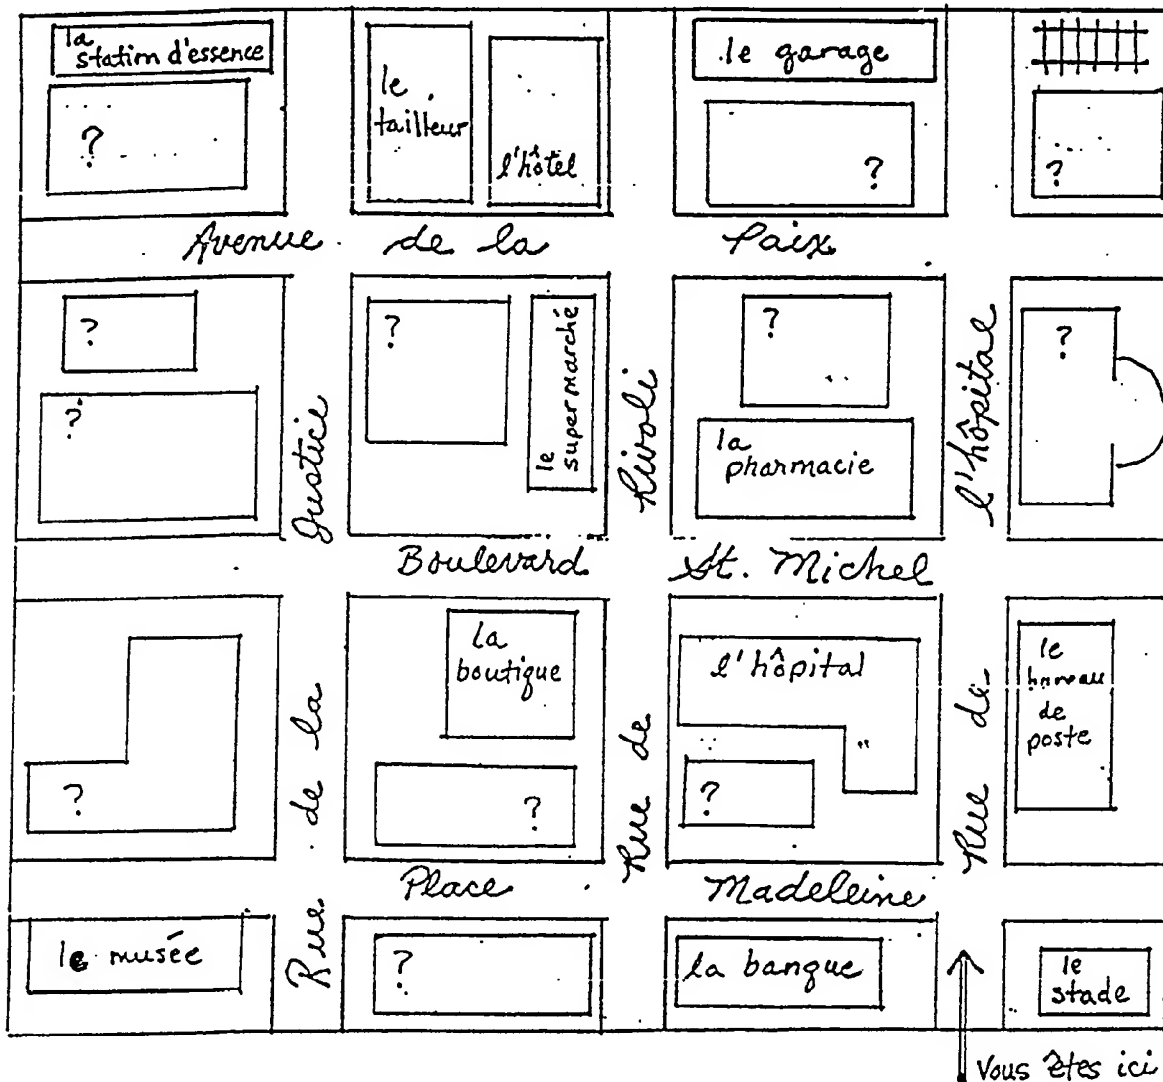 la
station d'essence
?
le
tailleur
l'hôtel
le garage
?
?
Avenue de la Paix
?
?
?
le supermarché
?
la
pharmacie
?
Boulevard St. Michel
?
la
boutique
?
l'hôpital
?
le
bureau
de
poste
Place Madeleine
Rue de la Justice
Rue de Rivoli
Rue de l'hôpital
le musée
?
la banque
le
stade
Vous êtes ici